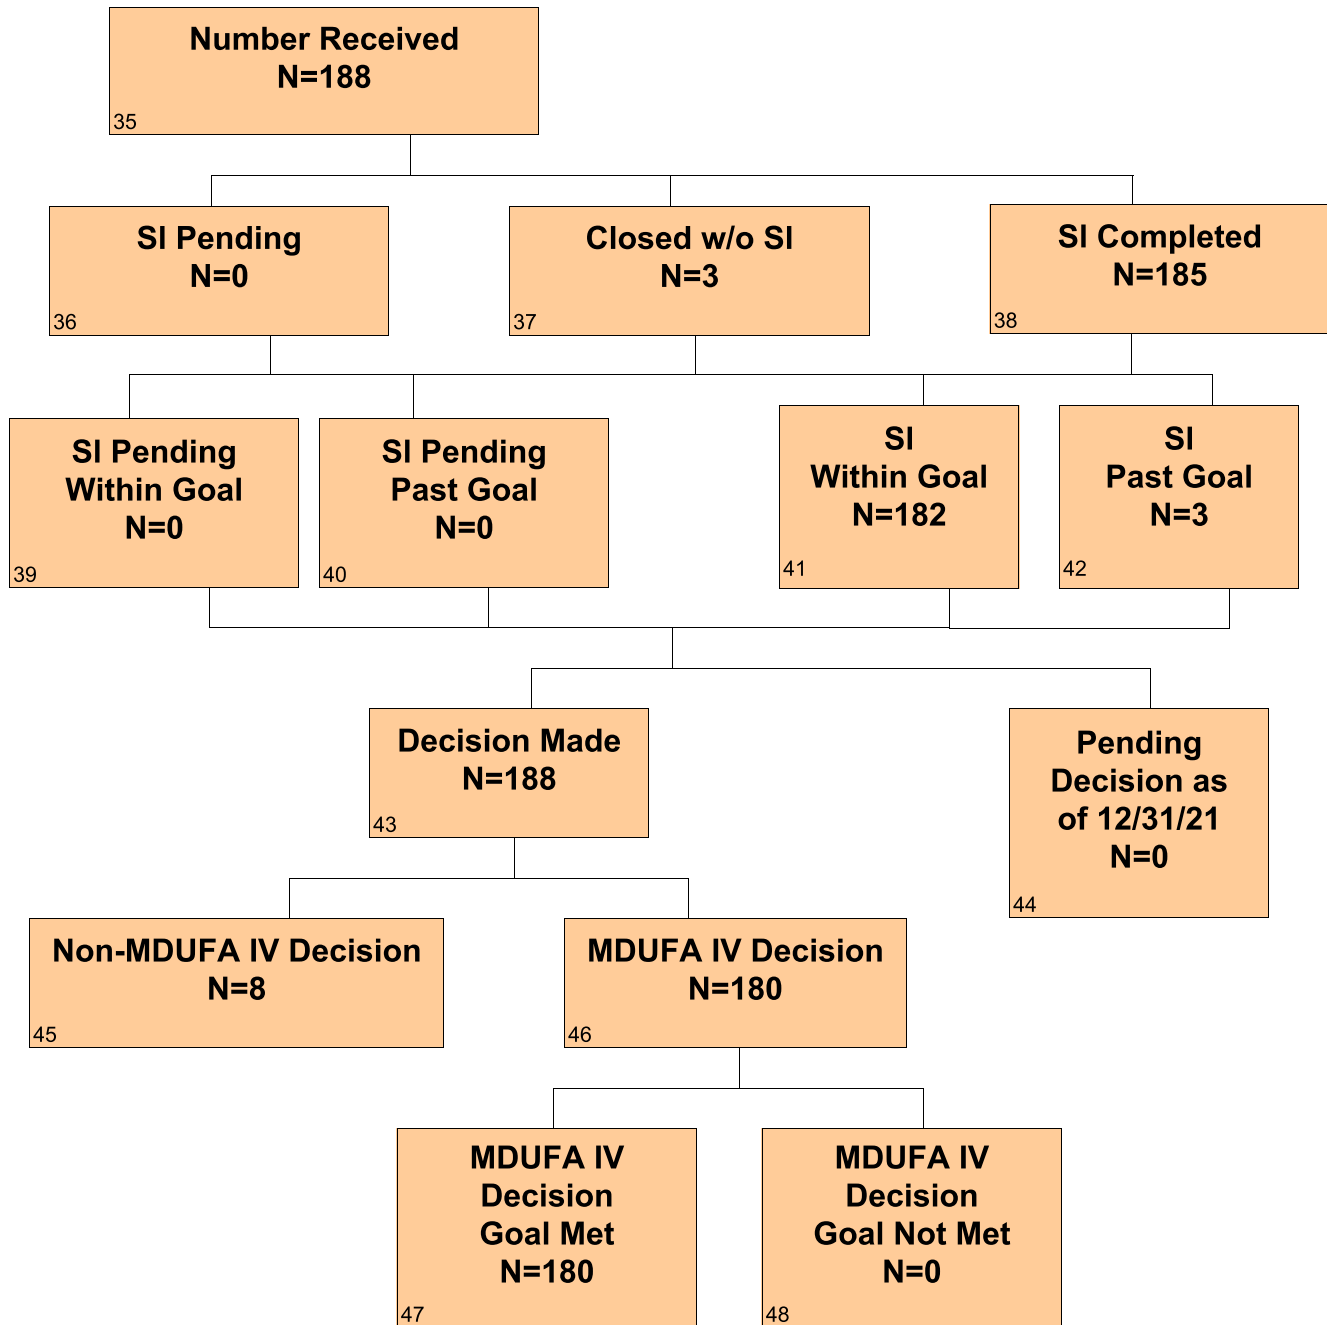 Number Received
N=188
35
SI Pending
N=0
36
Closed w/o SI
N=3
37
SI Completed
N=185
38
SI Pending
Within Goal
N=0
39
SI Pending
Past Goal
N=0
40
SI
Within Goal
N=182
41
SI
Past Goal
N=3
42
Decision Made
N=188
43
Pending
Decision as
of 12/31/21
N=0
44
Non-MDUFA IV Decision
N=8
45
MDUFA IV Decision
N=180
46
MDUFA IV
Decision
Goal Met
N=180
47
MDUFA IV
Decision
Goal Not Met
N=0
48